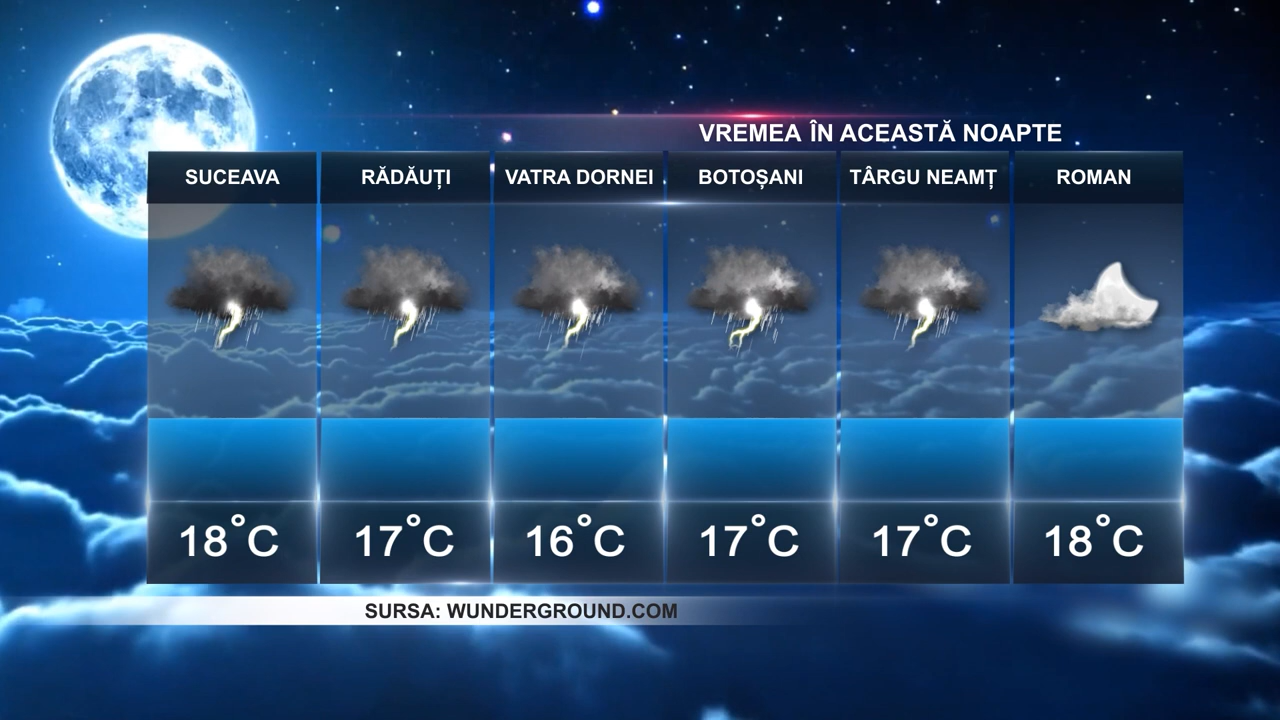 VREMEA ÎN ACEASTĂ NOAPTE
SUCEAVA RĂDĂUȚI VATRA DORNEI BOTOȘANI TÂRGU NEAMȚ ROMAN
18°C 17°C 16°C 17°C 17°C 18°C
SURSA: WUNDERGROUND.COM